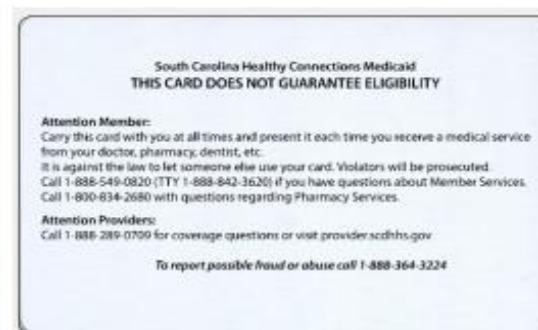 South Carolina Healthy Connections Medicaid
THIS CARD DOES NOT GUARANTEE ELIGIBILITY
Attention Member:
Carry this card with you at all times and present it each time you receive a medical service
from your doctor, pharmacy, dentist, etc.
It is against the law to let someone else use your card. Violators will be prosecuted.
Call 1-888-549-0820 (TTY 1-888-842-3620) if you have questions about Member Services.
Call 1-800-834-2680 with questions regarding Pharmacy Services.
Attention Providers:
Call 1-888-289-0709 for coverage questions or visit provider.scdhhs.gov
To report possible fraud or abuse call 1-888-364-3224